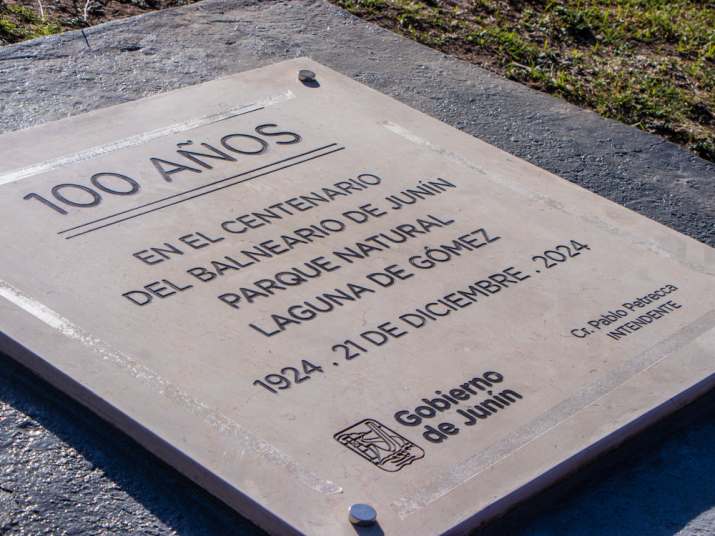 100 AÑOS
EN EL CENTENARIO
DEL BALNEARIO DE JUNÍN
PARQUE NATURAL
LAGUNA DE GÓMEZ
1924 . 21 DE DICIEMBRE . 2024
Cr. Pablo Petrecca
INTENDENTE
Gobierno
de Junín